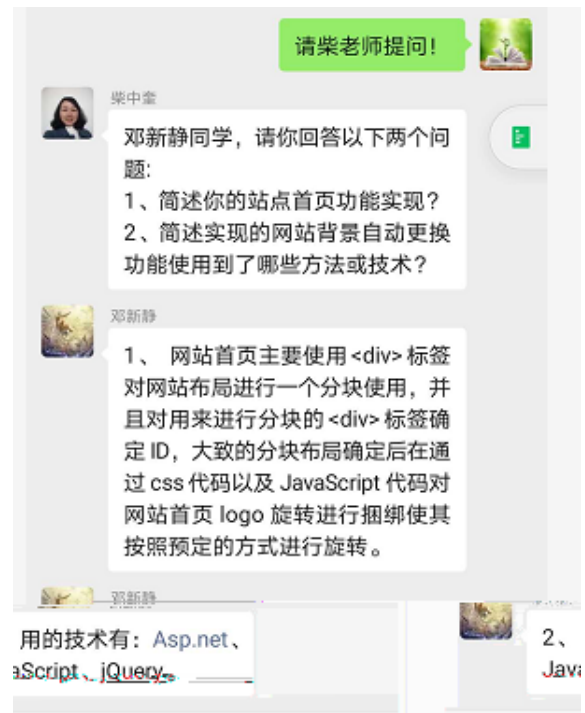 请柴老师提问！
柴中奎
邓新静同学，请你回答以下两个问
题：
1、简述你的站点首页功能实现？
2、简述实现的网站背景自动更换
功能使用到了哪些方法或技术？
邓新静
1、 网站首页主要使用<div>标签
对网站布局进行一个分块使用，并
且对用来进行分块的<div>标签确
定ID，大致的分块布局确定后在通
过css代码以及JavaScript代码对
网站首页logo旋转进行捆绑使其
按照预定的方式进行旋转。
邓新静
用的技术有：Asp.net、
aScript、jQuery。
2、
Java